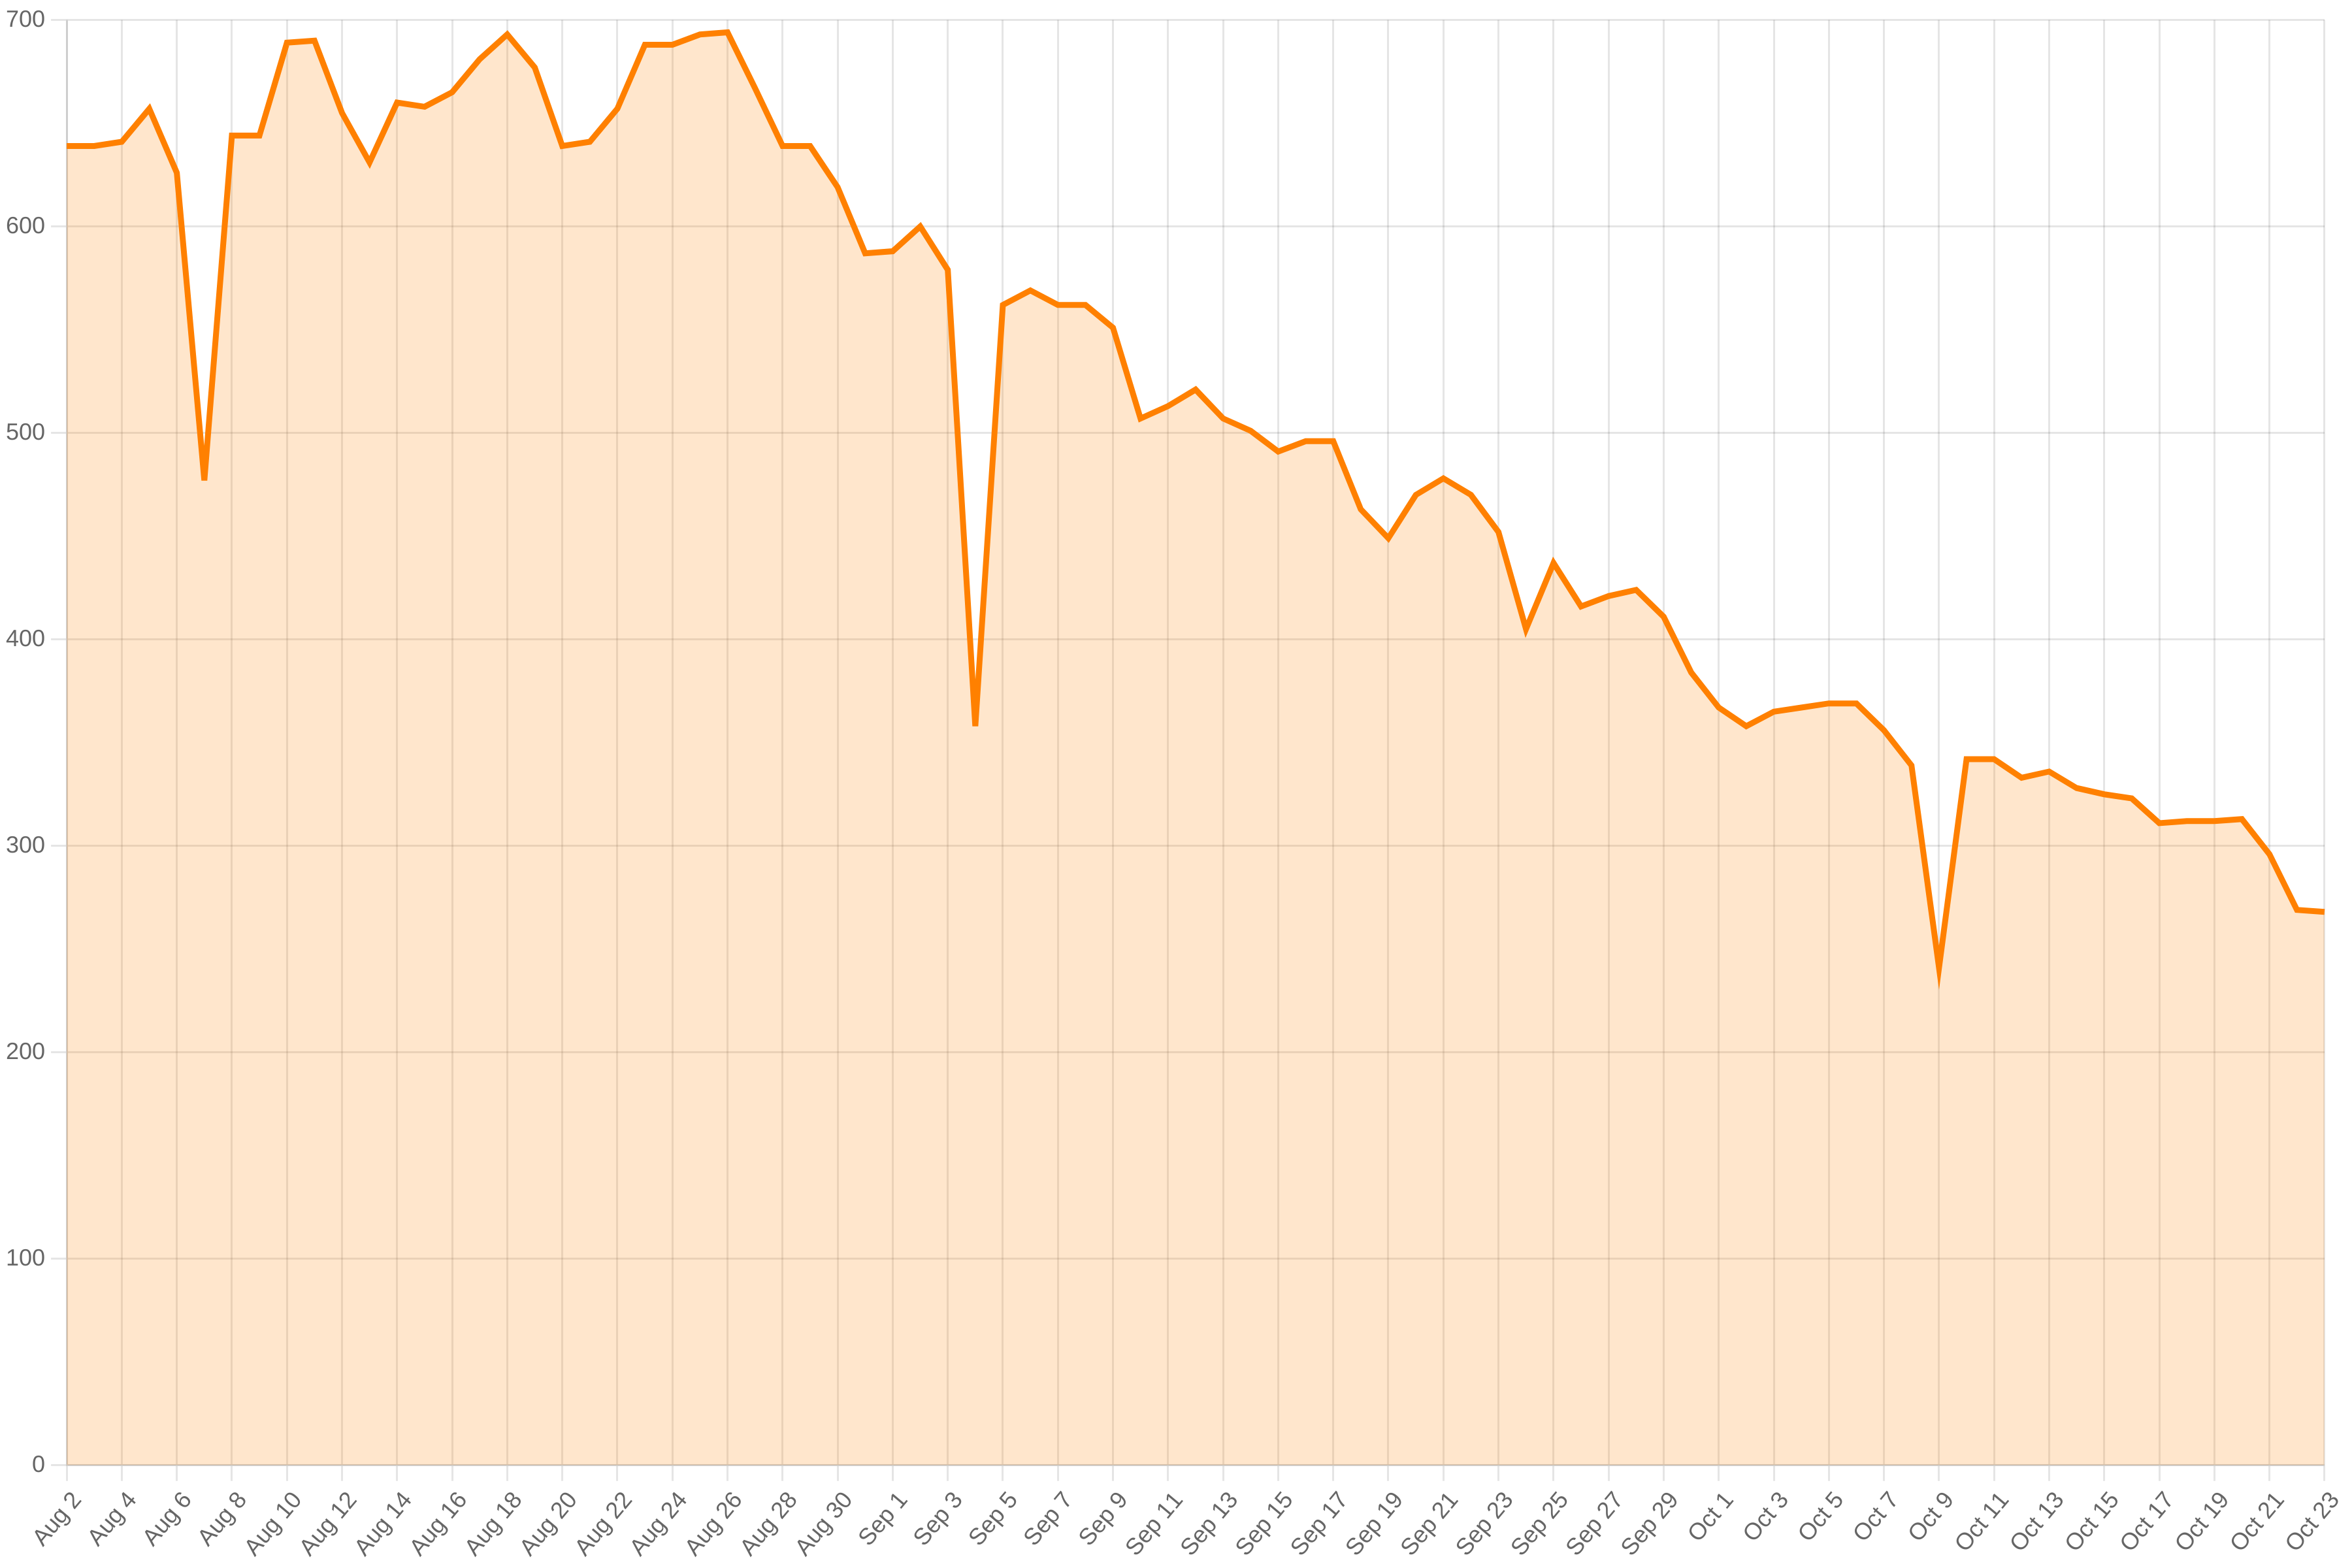 700
600
500
400
300
200
100
0
Aug 2
Aug 4
Aug 6
Aug 8
Aug 10
Aug 12
Aug 14
Aug 16
Aug 18
Aug 20
Aug 22
Aug 24
Aug 26
Aug 28
Aug 30
Sep 1
Sep 3
Sep 5
Sep 7
Sep 9
Sep 11
Sep 13
Sep 15
Sep 17
Sep 19
Sep 21
Sep 23
Sep 25
Sep 27
Sep 29
Oct 1
Oct 3
Oct 5
Oct 7
Oct 9
Oct 11
Oct 13
Oct 15
Oct 17
Oct 19
Oct 21
Oct 23